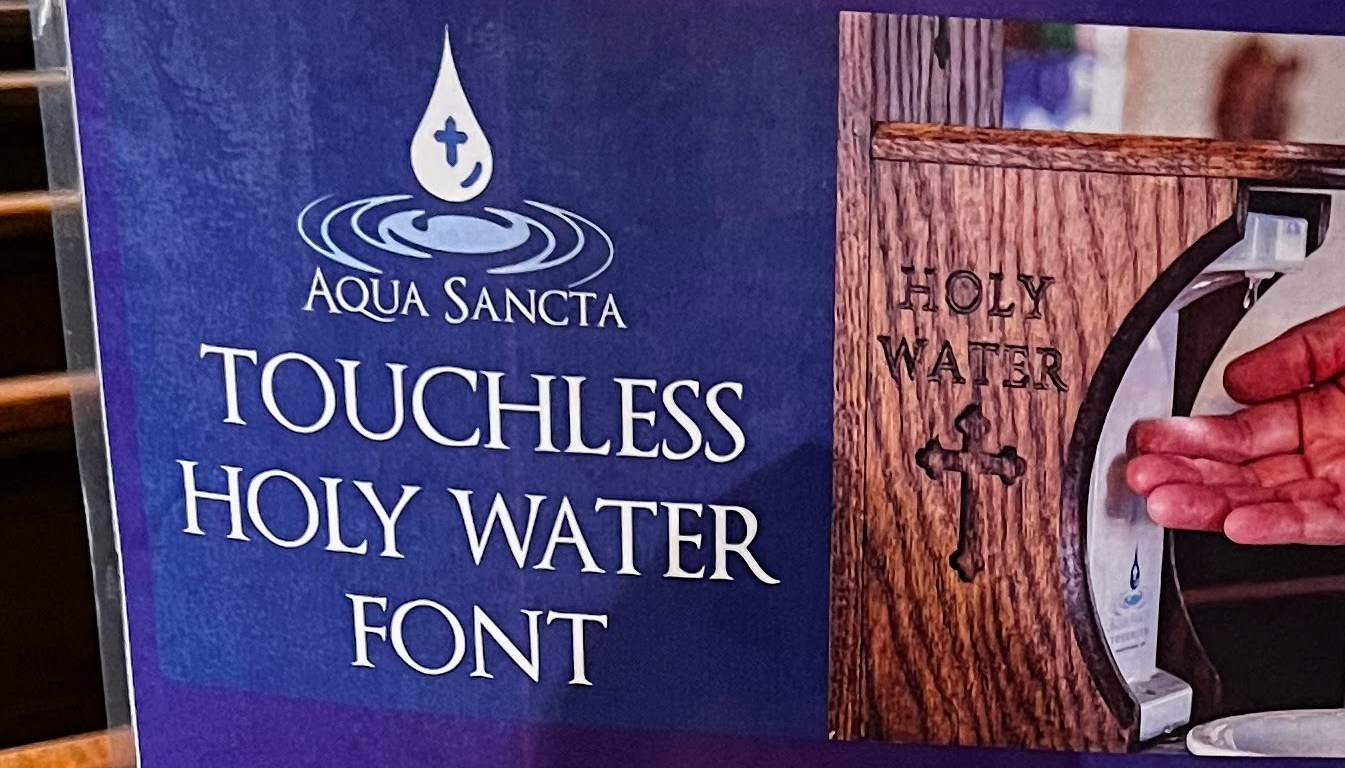 AQUA SANCTA
TOUCHLESS
HOLY WATER
FONT
HOLY
WATER